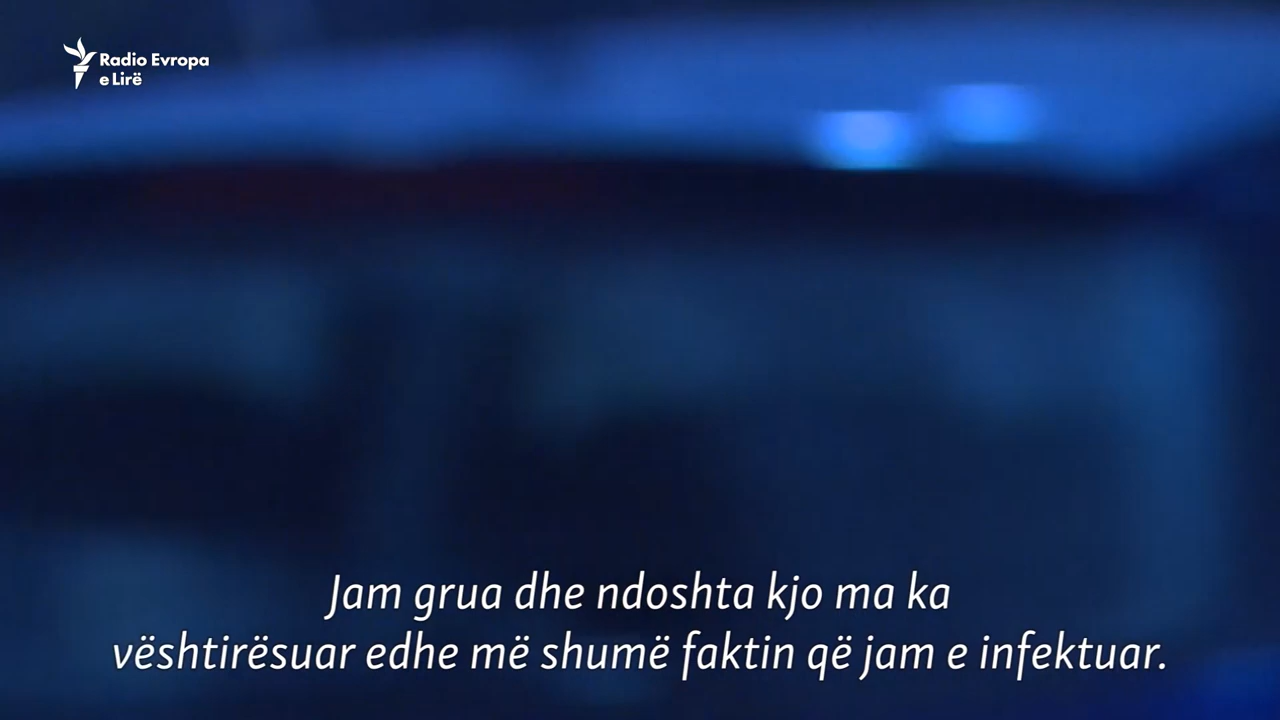 Radio Evropa
e Lirë
Jam grua dhe ndoshta kjo ma ka
vështirësuar edhe më shumë faktin që jam e infektuar.